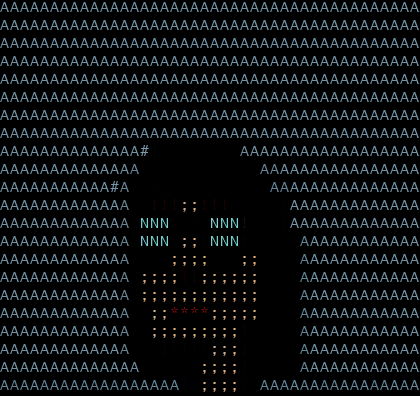 AAAAAAAAAAAAAAAAAAAAAAAAAAAAAAAAAAAAAAAAAA
AAAAAAAAAAAAAAAAAAAAAAAAAAAAAAAAAAAAAAAAAA
AAAAAAAAAAAAAAAAAAAAAAAAAAAAAAAAAAAAAAAAAA
AAAAAAAAAAAAAAAAAAAAAAAAAAAAAAAAAAAAAAAAAA
AAAAAAAAAAAAAAAAAAAAAAAAAAAAAAAAAAAAAAAAAA
AAAAAAAAAAAAAAAAAAAAAAAAAAAAAAAAAAAAAAAAAA
AAAAAAAAAAAAAAAAAAAAAAAAAAAAAAAAAAAAAAAAAA
AAAAAAAAAAAAAAAAAAAAAAAAAAAAAAAAAAAAAAAAAA
AAAAAAAAAAAAAA#         AAAAAAAAAAAAAAAAAA
AAAAAAAAAAAAAA            AAAAAAAAAAAAAAAA
AAAAAAAAAAA#A              AAAAAAAAAAAAAAA
AAAAAAAAAAAAA     ;;         AAAAAAAAAAAAA
AAAAAAAAAAAAA NNN    NNN     AAAAAAAAAAAAA
AAAAAAAAAAAAA NNN ;; NNN      AAAAAAAAAAAA
AAAAAAAAAAAAA    ;;;;   ;;    AAAAAAAAAAAA
AAAAAAAAAAAAA ;;;;  ;;;;;;    AAAAAAAAAAAA
AAAAAAAAAAAAA ;;;;;;;;;;;;    AAAAAAAAAAAA
AAAAAAAAAAAAA  ;;☆☆☆☆;;;;;    AAAAAAAAAAAA
AAAAAAAAAAAAA  ;;;;;;;;;      AAAAAAAAAAAA
AAAAAAAAAAAAA        ;;;      AAAAAAAAAAAA
AAAAAAAAAAAAAA      ;;;;      AAAAAAAAAAAA
AAAAAAAAAAAAAAAAAA  ;;;;  AAAAAAAAAAAAAAAA